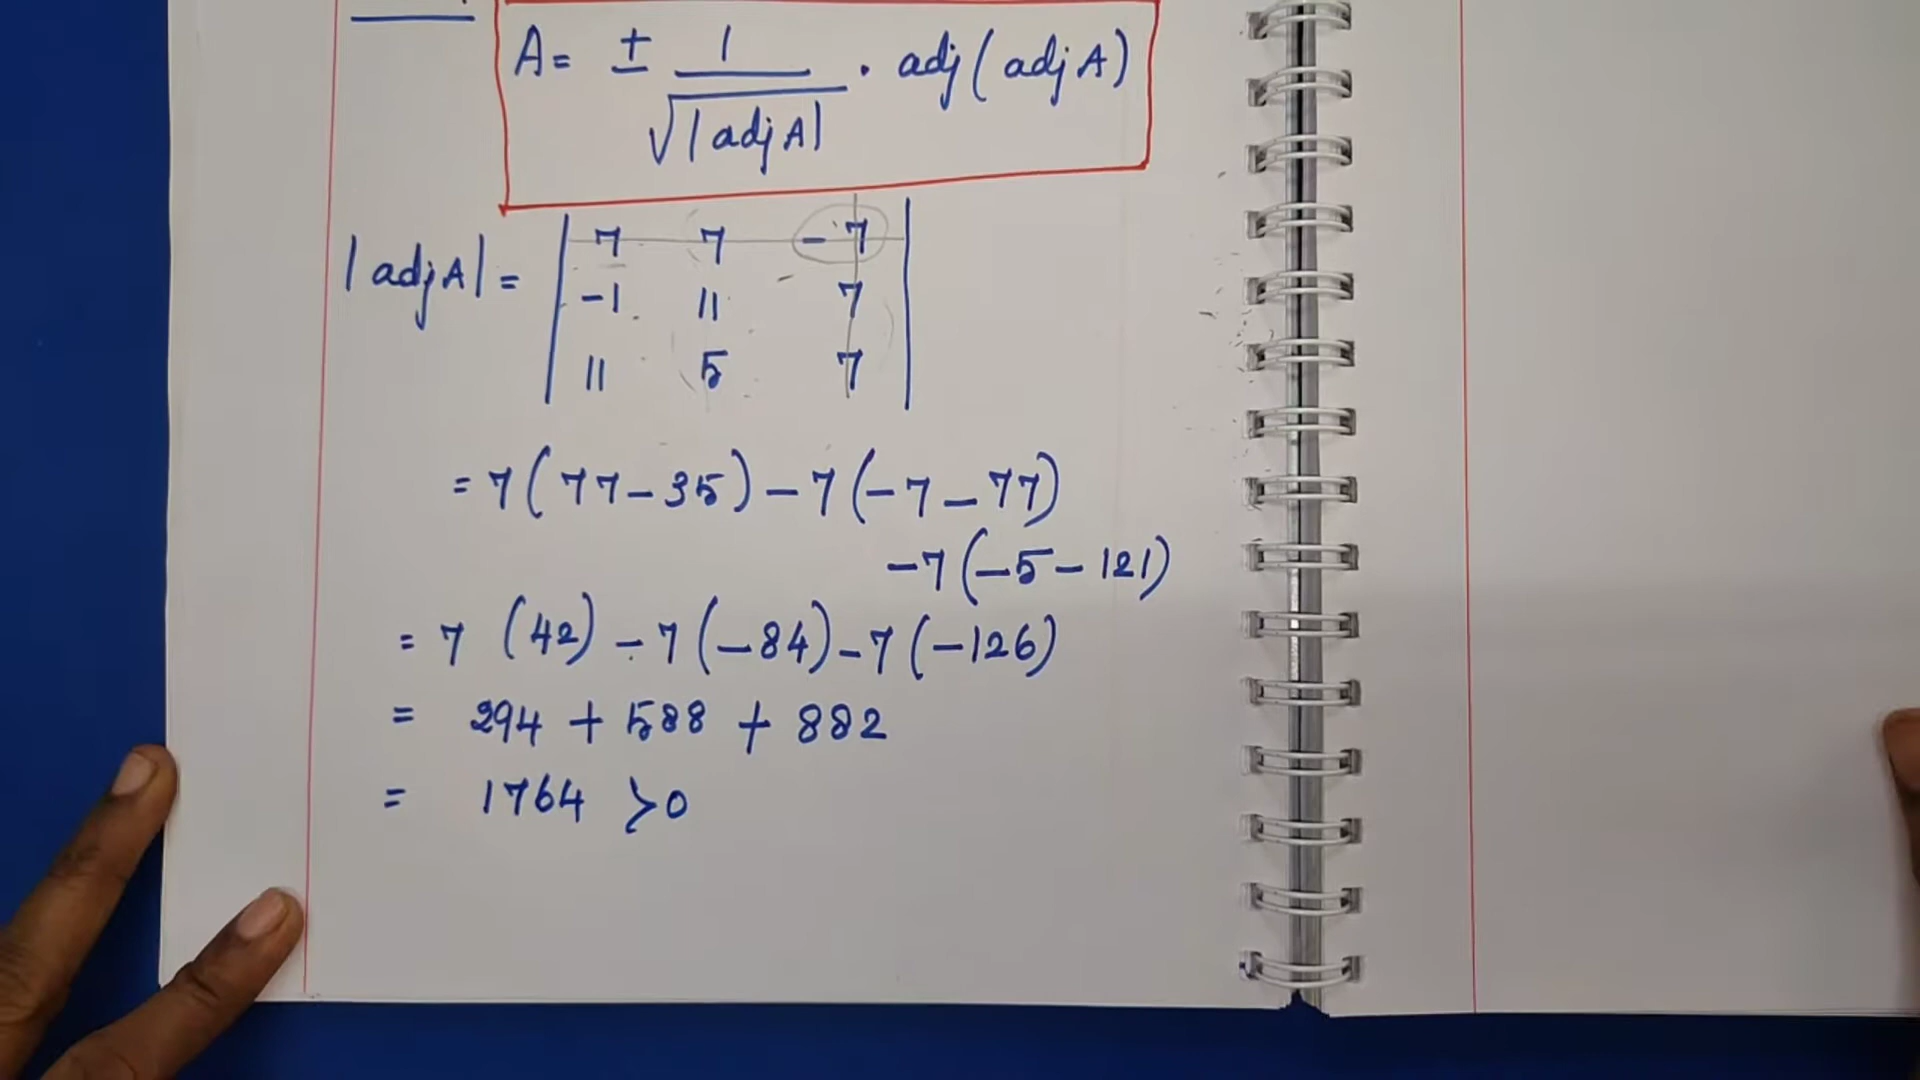 A = ± 1 / √|adj A| . adj(adj A)
|adj A| = | 7 7 -7 |
| -1 11 7 |
| 11 5 7 |
= 7(77-35) - 7(-7-77)
-7(-5-121)
= 7 (42) - 7(-84) - 7(-126)
= 294 + 588 + 882
= 1764 >0